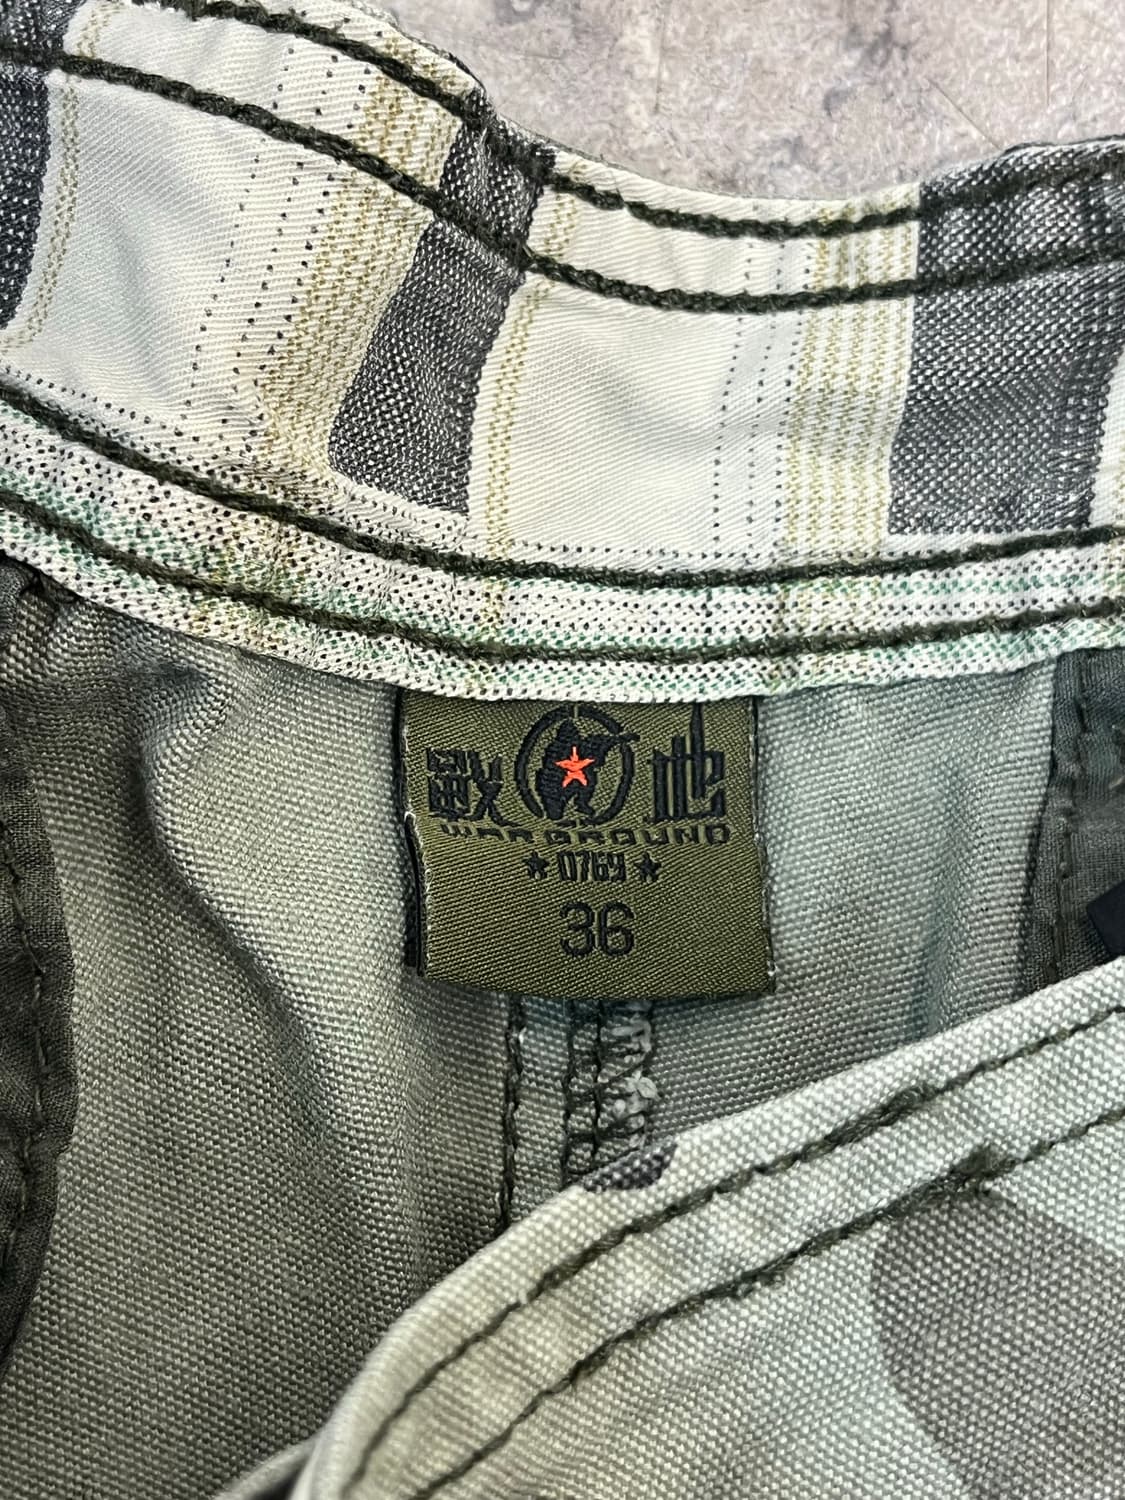 戰地
WARGROUND
★ 0769 ★
36